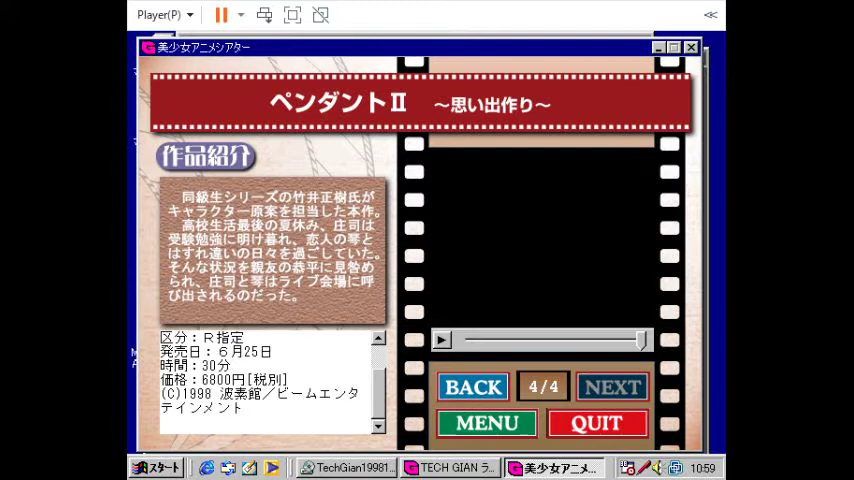 Player(P)
美少女アニメシアター
ペンダントⅡ ～思い出作り～
作品紹介
同級生シリーズの竹井正樹氏が
キャラクター原案を担当した本作。
高校生活最後の夏休み、庄司は
受験勉強に明け暮れ、恋人の琴と
はすれ違いの日々を過ごしていた。
そんな状況を親友の恭平に見咎め
られ、庄司と琴はライブ会場に呼
び出されるのだった。
区分：Ｒ指定
発売日：６月25日
時間：30分
価格：6800円[税別]
(C)1998 波素館／ビームエンタ
テインメント
BACK 4/4 NEXT
MENU QUIT
スタート TechGian19981... TECH GIAN ラ... 美少女アニメ... 10:59